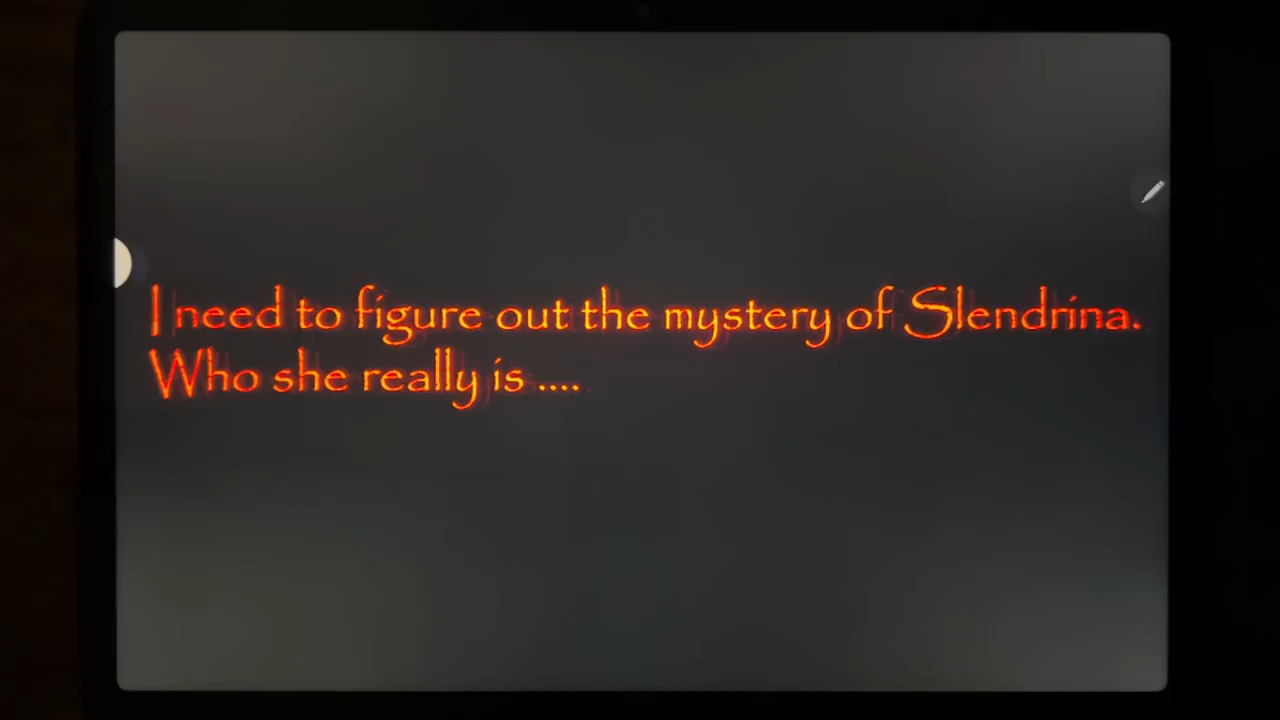 I need to figure out the mystery of Slendrina.
Who she really is ....